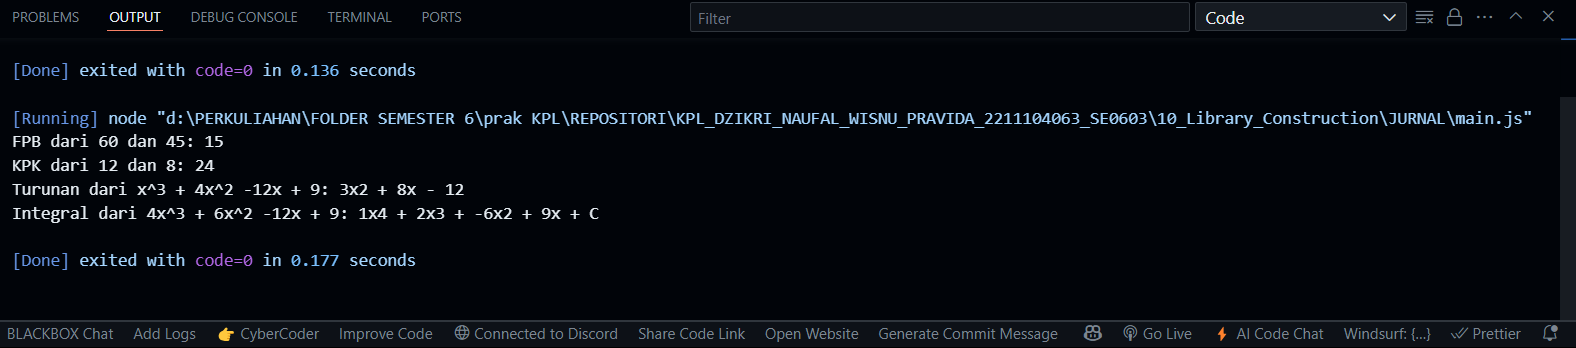 PROBLEMS OUTPUT DEBUG CONSOLE TERMINAL PORTS Filter Code
[Done] exited with code=0 in 0.136 seconds
[Running] node "d:\PERKULIAHAN\FOLDER SEMESTER 6\prak KPL\REPOSITORI\KPL_DZIKRI_NAUFAL_WISNU_PRAVIDA_2211104063_SE0603\10_Library_Construction\JURNAL\main.js"
FPB dari 60 dan 45: 15
KPK dari 12 dan 8: 24
Turunan dari x^3 + 4x^2 -12x + 9: 3x2 + 8x - 12
Integral dari 4x^3 + 6x^2 -12x + 9: 1x4 + 2x3 + -6x2 + 9x + C
[Done] exited with code=0 in 0.177 seconds
BLACKBOX Chat Add Logs CyberCoder Improve Code Connected to Discord Share Code Link Open Website Generate Commit Message Go Live AI Code Chat Windsurf: {...} Prettier